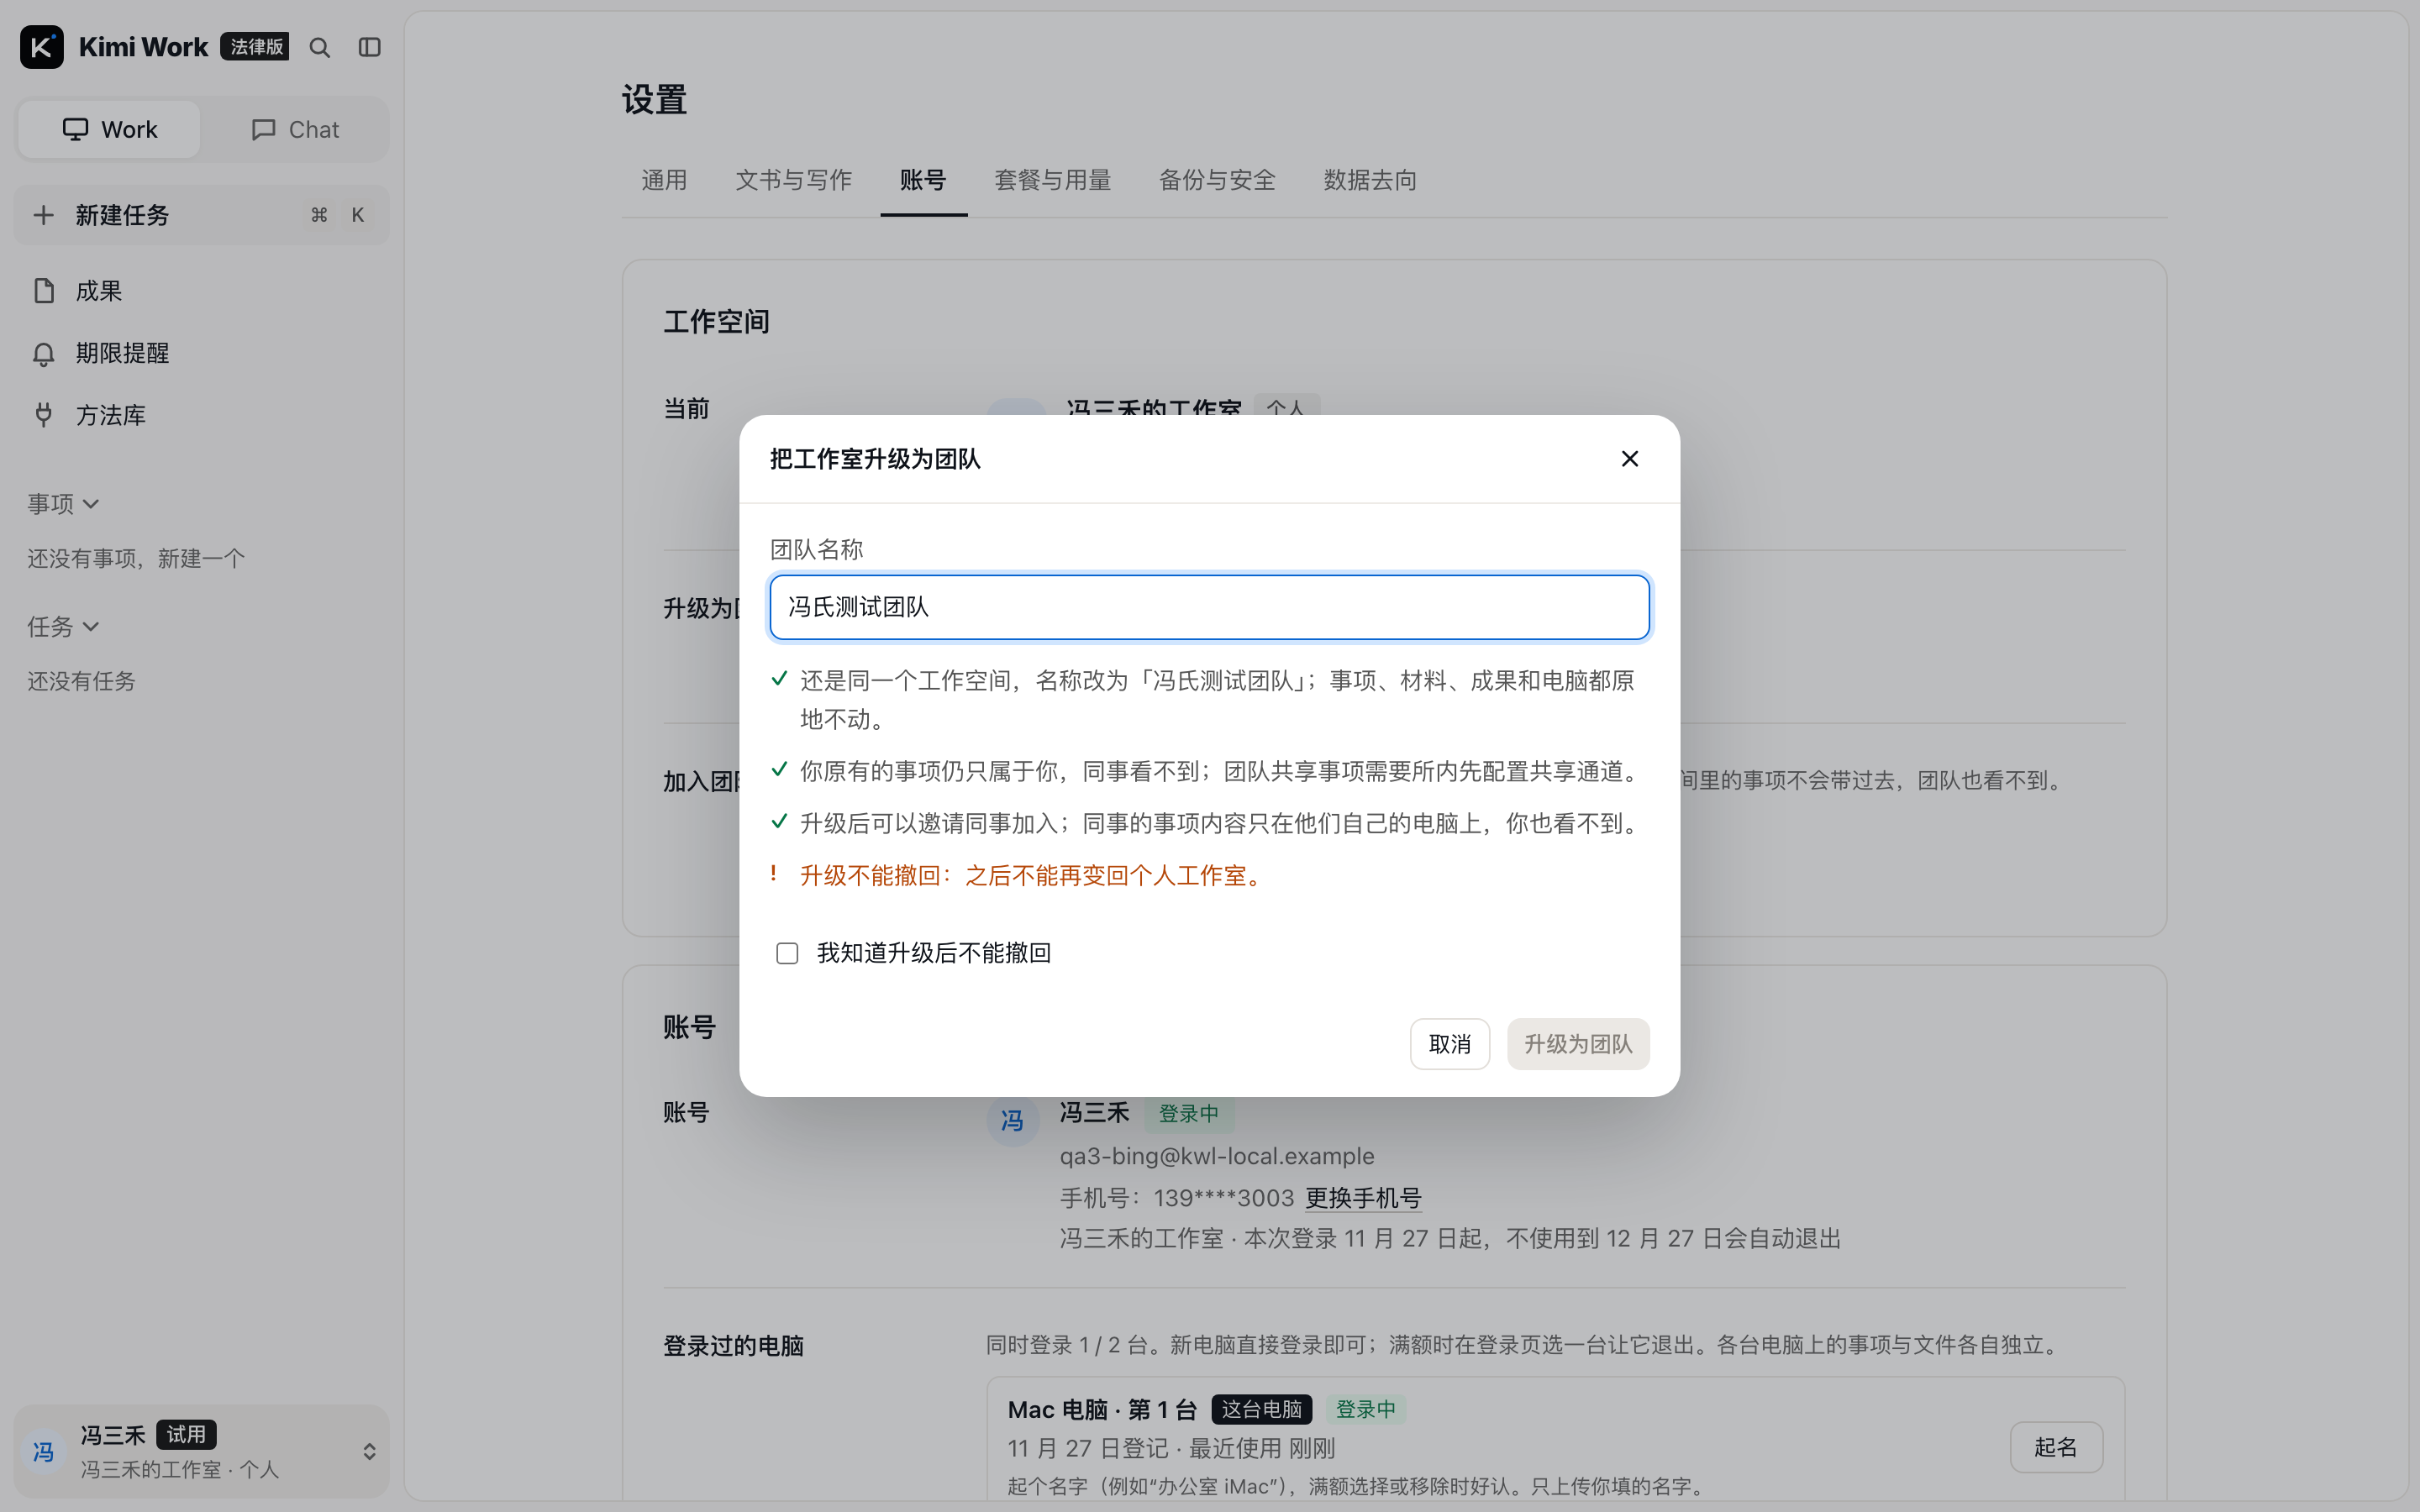 Kimi Work 法律版
Work
Chat
新建任务 ⌘ K
成果
期限提醒
方法库
事项
还没有事项，新建一个
任务
还没有任务
冯三禾 试用
冯三禾的工作室 · 个人
设置
通用 文书与写作 账号 套餐与用量 备份与安全 数据去向
工作空间
当前
冯三禾的工作室 个人
升级为团
加入团队
间里的事项不会带过去，团队也看不到。
把工作室升级为团队
团队名称
冯氏测试团队
还是同一个工作空间，名称改为「冯氏测试团队」；事项、材料、成果和电脑都原
地不动。
你原有的事项仍只属于你，同事看不到；团队共享事项需要所内先配置共享通道。
升级后可以邀请同事加入；同事的事项内容只在他们自己的电脑上，你也看不到。
! 升级不能撤回：之后不能再变回个人工作室。
我知道升级后不能撤回
取消
升级为团队
账号
账号
冯 冯三禾 登录中
qa3-bing@kwl-local.example
手机号：139****3003 更换手机号
冯三禾的工作室 · 本次登录 11 月 27 日起，不使用到 12 月 27 日会自动退出
登录过的电脑
同时登录 1 / 2 台。新电脑直接登录即可；满额时在登录页选一台让它退出。各台电脑上的事项与文件各自独立。
Mac 电脑 · 第 1 台 这台电脑 登录中
11 月 27 日登记 · 最近使用 刚刚
起个名字（例如“办公室 iMac”），满额选择或移除时好认。只上传你填的名字。
起名
冯